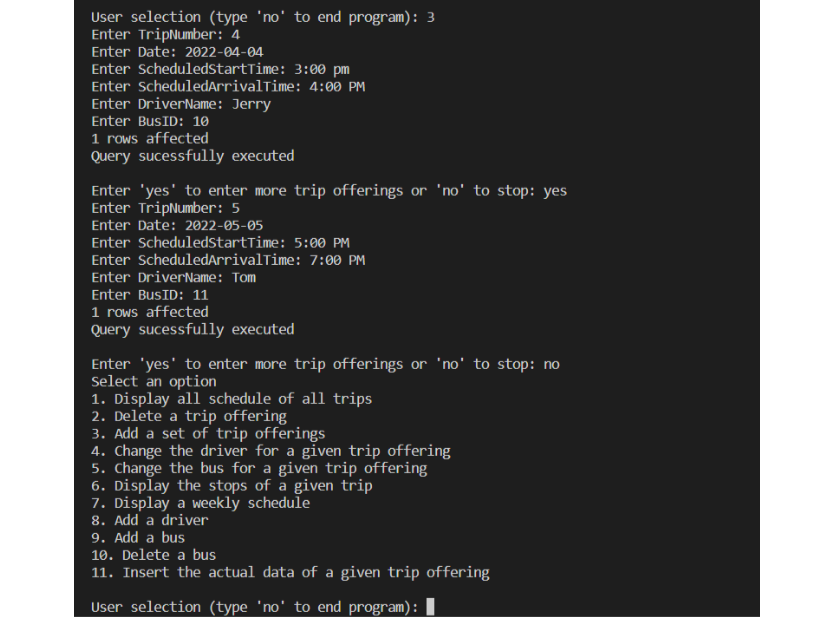 User selection (type 'no' to end program): 3
Enter TripNumber: 4
Enter Date: 2022-04-04
Enter ScheduledStartTime: 3:00 pm
Enter ScheduledArrivalTime: 4:00 PM
Enter DriverName: Jerry
Enter BusID: 10
1 rows affected
Query sucessfully executed

Enter 'yes' to enter more trip offerings or 'no' to stop: yes
Enter TripNumber: 5
Enter Date: 2022-05-05
Enter ScheduledStartTime: 5:00 PM
Enter ScheduledArrivalTime: 7:00 PM
Enter DriverName: Tom
Enter BusID: 11
1 rows affected
Query sucessfully executed

Enter 'yes' to enter more trip offerings or 'no' to stop: no
Select an option
1. Display all schedule of all trips
2. Delete a trip offering
3. Add a set of trip offerings
4. Change the driver for a given trip offering
5. Change the bus for a given trip offering
6. Display the stops of a given trip
7. Display a weekly schedule
8. Add a driver
9. Add a bus
10. Delete a bus
11. Insert the actual data of a given trip offering

User selection (type 'no' to end program):